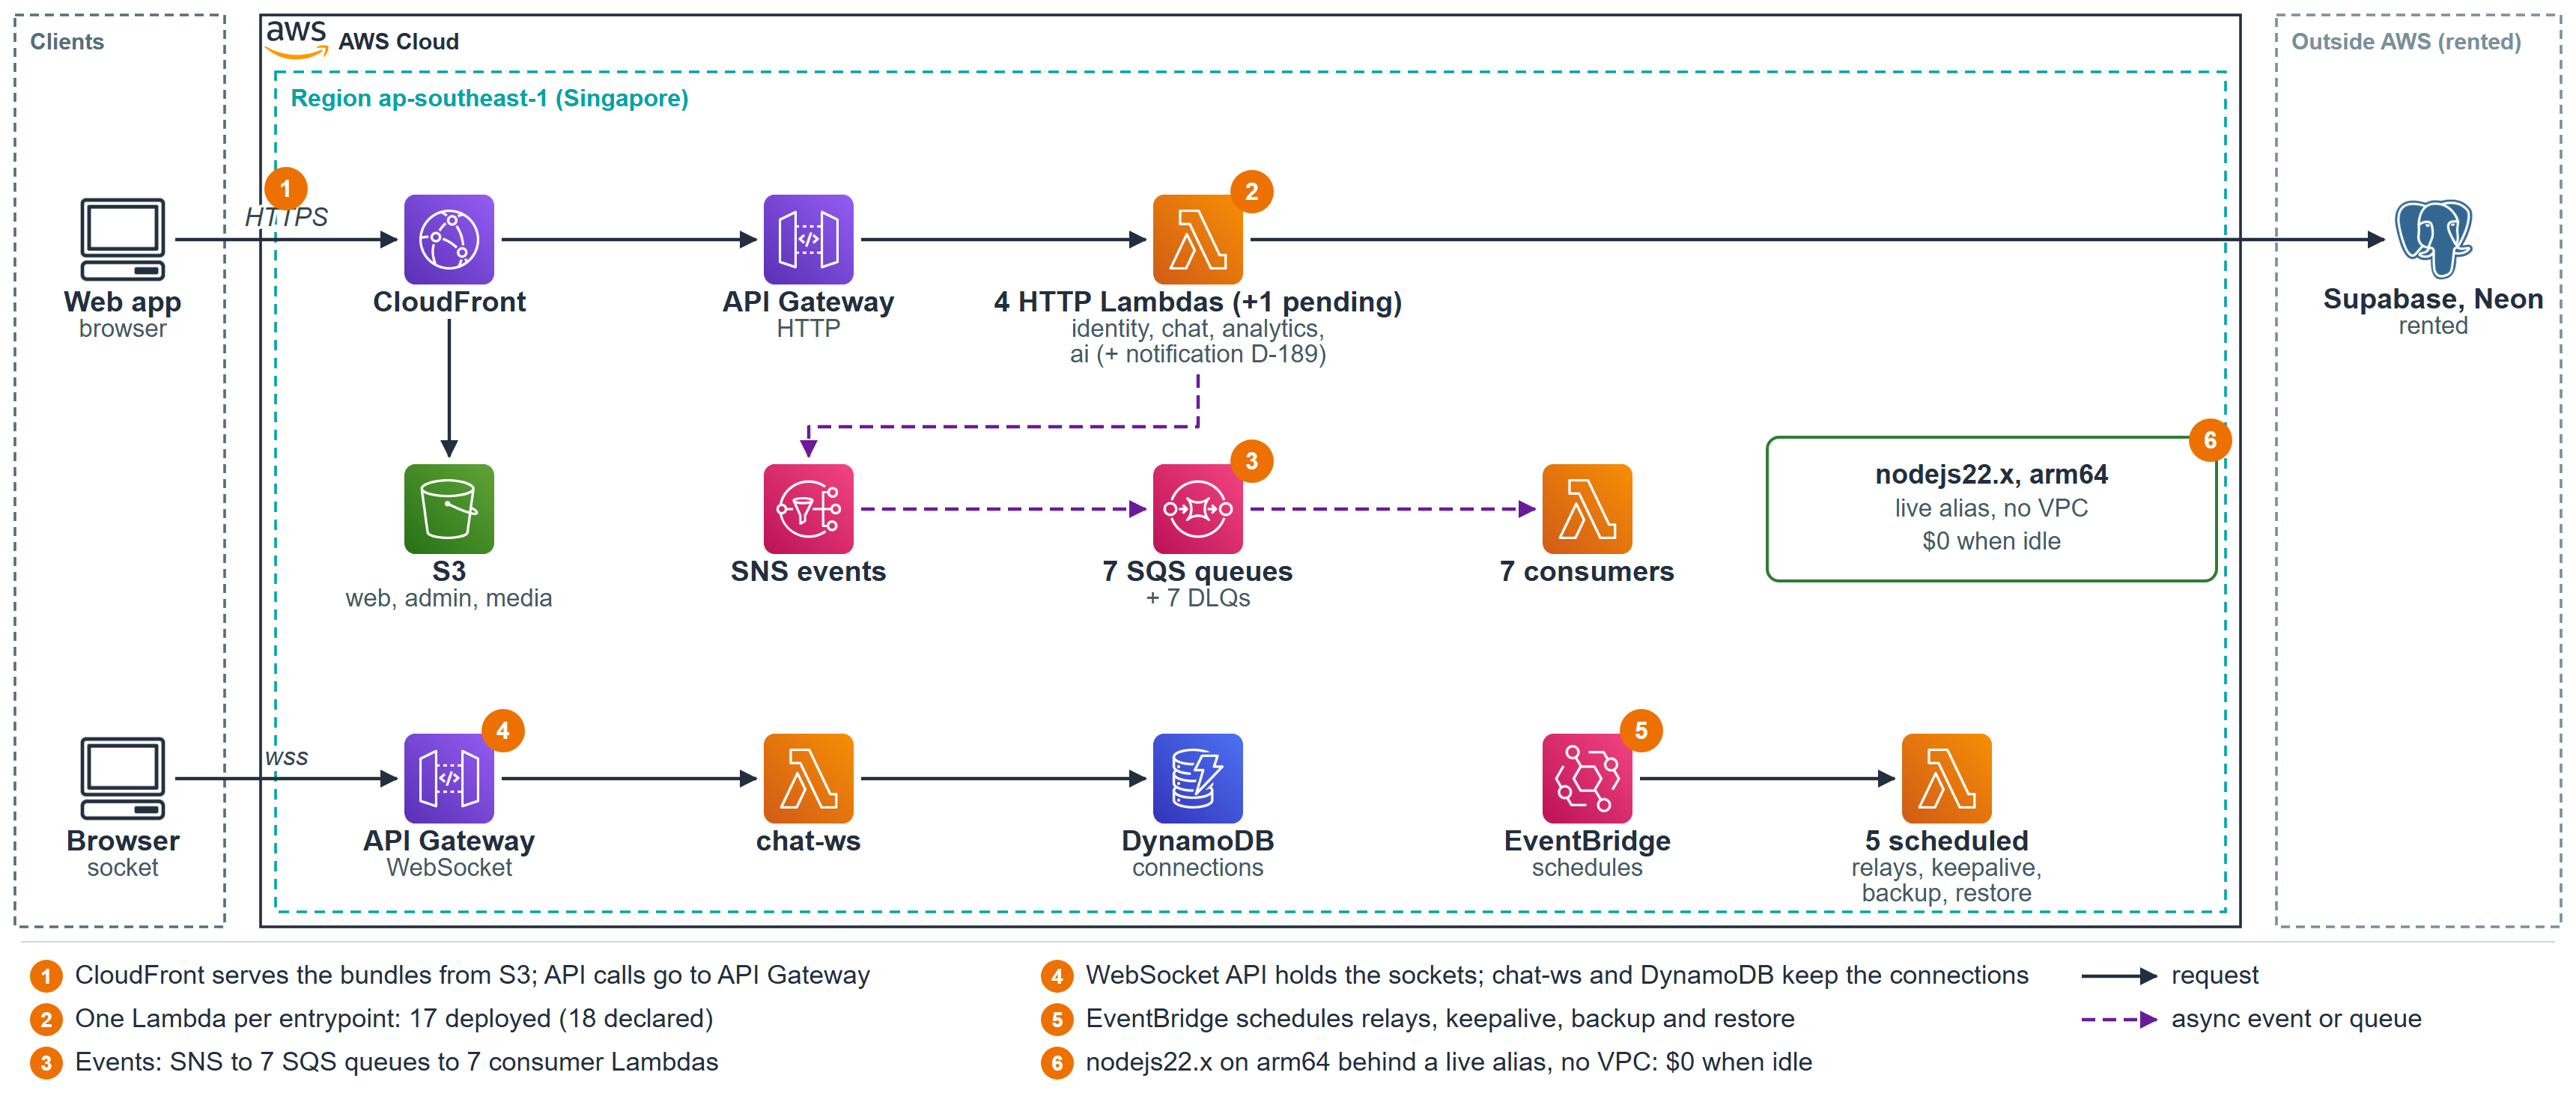 Clients
aws
AWS Cloud
Outside AWS (rented)
Region ap-southeast-1 (Singapore)
1
HTTPS
2
Web app
browser
CloudFront
API Gateway
HTTP
4 HTTP Lambdas (+1 pending)
identity, chat, analytics,
ai (+ notification D-189)
Supabase, Neon
rented
3
6
nodejs22.x, arm64
live alias, no VPC
$0 when idle
S3
web, admin, media
SNS events
7 SQS queues
+ 7 DLQs
7 consumers
4
5
wss
Browser
socket
API Gateway
WebSocket
chat-ws
DynamoDB
connections
EventBridge
schedules
5 scheduled
relays, keepalive,
backup, restore
1 CloudFront serves the bundles from S3; API calls go to API Gateway
2 One Lambda per entrypoint: 17 deployed (18 declared)
3 Events: SNS to 7 SQS queues to 7 consumer Lambdas
4 WebSocket API holds the sockets; chat-ws and DynamoDB keep the connections
5 EventBridge schedules relays, keepalive, backup and restore
6 nodejs22.x on arm64 behind a live alias, no VPC: $0 when idle
request
async event or queue